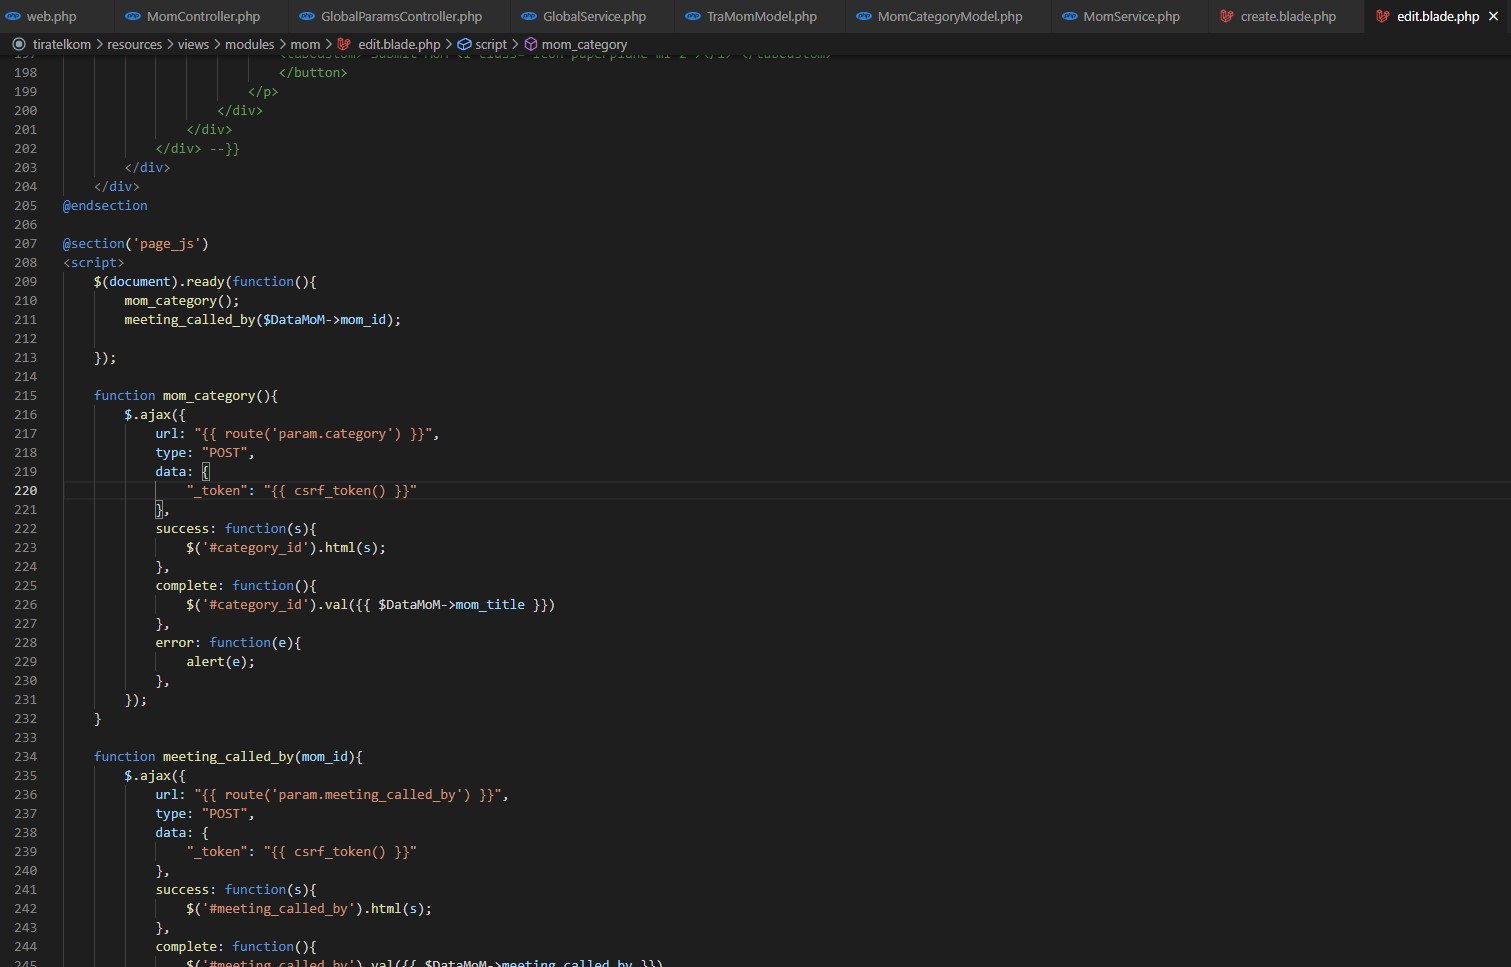 web.php MomController.php GlobalParamsController.php GlobalService.php TraMomModel.php MomCategoryModel.php MomService.php create.blade.php edit.blade.php
tiratelkom > resources > views > modules > mom > edit.blade.php > script > mom_category
198 </button>
199 </p>
200 </div>
201 </div>
202 </div> --}}
203 </div>
204 </div>
205 @endsection
206
207 @section('page_js')
208 <script>
209 $(document).ready(function(){
210 mom_category();
211 meeting_called_by($DataMoM->mom_id);
212
213 });
214
215 function mom_category(){
216 $.ajax({
217 url: "{{ route('param.category') }}",
218 type: "POST",
219 data: {
220 "_token": "{{ csrf_token() }}"
221 },
222 success: function(s){
223 $('#category_id').html(s);
224 },
225 complete: function(){
226 $('#category_id').val({{ $DataMoM->mom_title }})
227 },
228 error: function(e){
229 alert(e);
230 },
231 });
232 }
233
234 function meeting_called_by(mom_id){
235 $.ajax({
236 url: "{{ route('param.meeting_called_by') }}",
237 type: "POST",
238 data: {
239 "_token": "{{ csrf_token() }}"
240 },
241 success: function(s){
242 $('#meeting_called_by').html(s);
243 },
244 complete: function(){
245 $('#meeting_called_by').val({{ $DataMoM->meeting_called_by }})